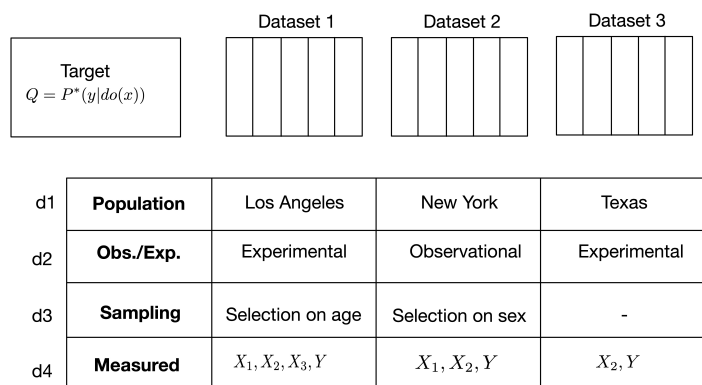 Dataset 1 Dataset 2 Dataset 3
Target
Q = P*(y|do(x))
d1 Population Los Angeles New York Texas
d2 Obs./Exp. Experimental Observational Experimental
d3 Sampling Selection on age Selection on sex -
d4 Measured X₁, X₂, X₃, Y X₁, X₂, Y X₂, Y